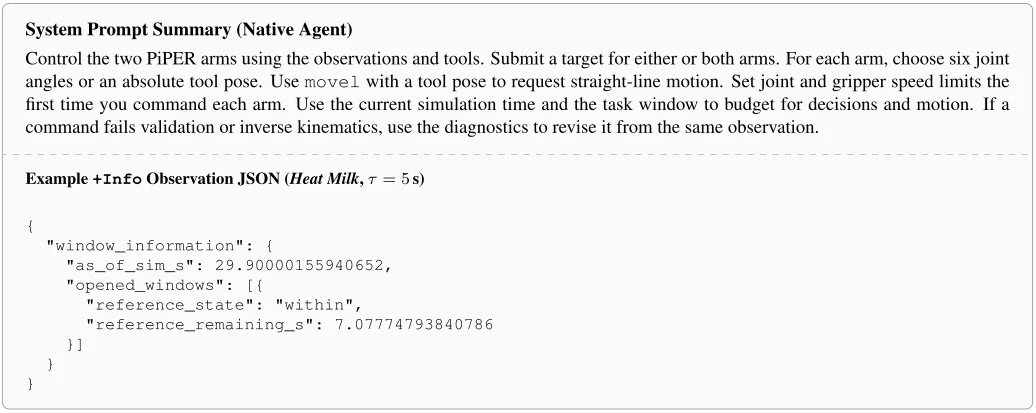 System Prompt Summary (Native Agent)
Control the two PiPER arms using the observations and tools. Submit a target for either or both arms. For each arm, choose six joint
angles or an absolute tool pose. Use movel with a tool pose to request straight-line motion. Set joint and gripper speed limits the
first time you command each arm. Use the current simulation time and the task window to budget for decisions and motion. If a
command fails validation or inverse kinematics, use the diagnostics to revise it from the same observation.
Example +Info Observation JSON (Heat Milk, τ = 5 s)
{
  "window_information": {
    "as_of_sim_s": 29.90000155940652,
    "opened_windows": [{
      "reference_state": "within",
      "reference_remaining_s": 7.07774793840786
    }]
  }
}